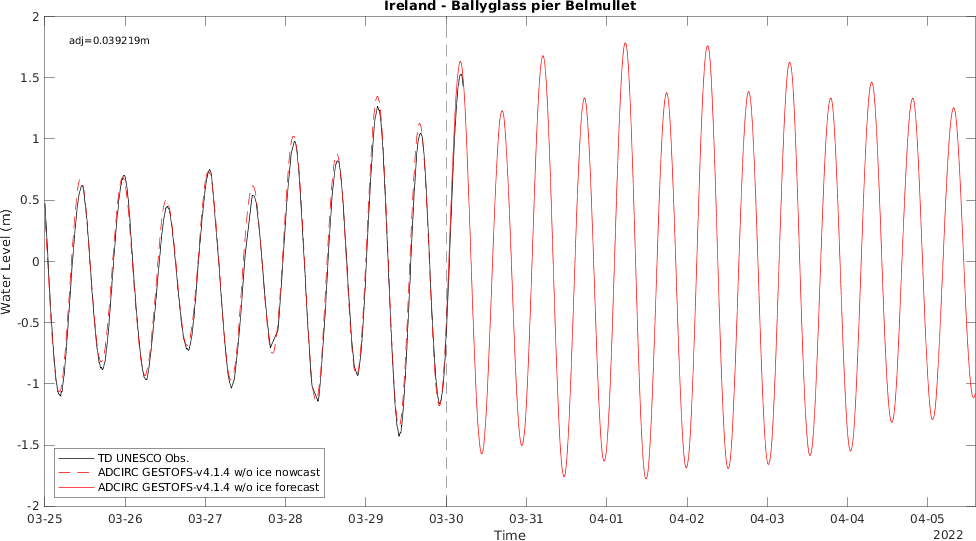 Ireland - Ballyglass pier Belmullet
adj=0.039219m
2
1.5
1
0.5
0
-0.5
-1
-1.5
-2
Water Level (m)
TD UNESCO Obs.
ADCIRC GESTOFS-v4.1.4 w/o ice nowcast
ADCIRC GESTOFS-v4.1.4 w/o ice forecast
03-25 03-26 03-27 03-28 03-29 03-30 03-31 04-01 04-02 04-03 04-04 04-05
Time
2022